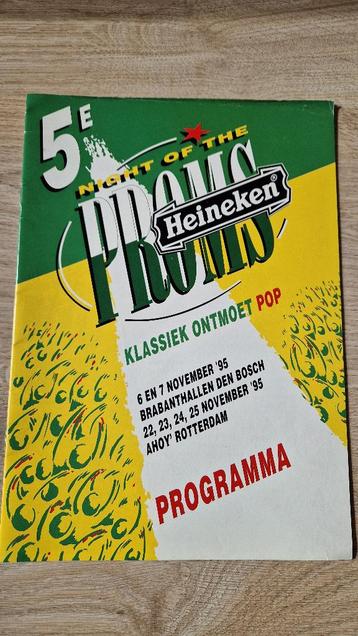 5E
NIGHT OF THE
PROMS
Heineken®
KLASSIEK ONTMOET POP
6 EN 7 NOVEMBER '95
BRABANTHALLEN DEN BOSCH
22, 23, 24, 25 NOVEMBER '95
AHOY' ROTTERDAM
PROGRAMMA